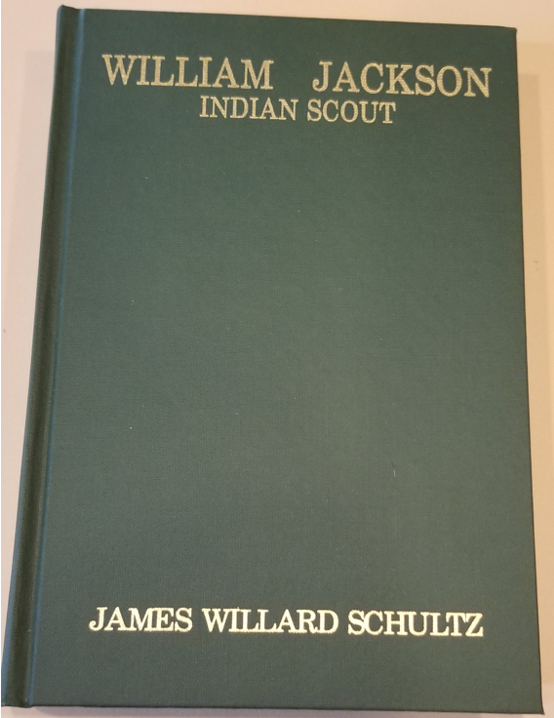 WILLIAM JACKSON
INDIAN SCOUT
JAMES WILLARD SCHULTZ